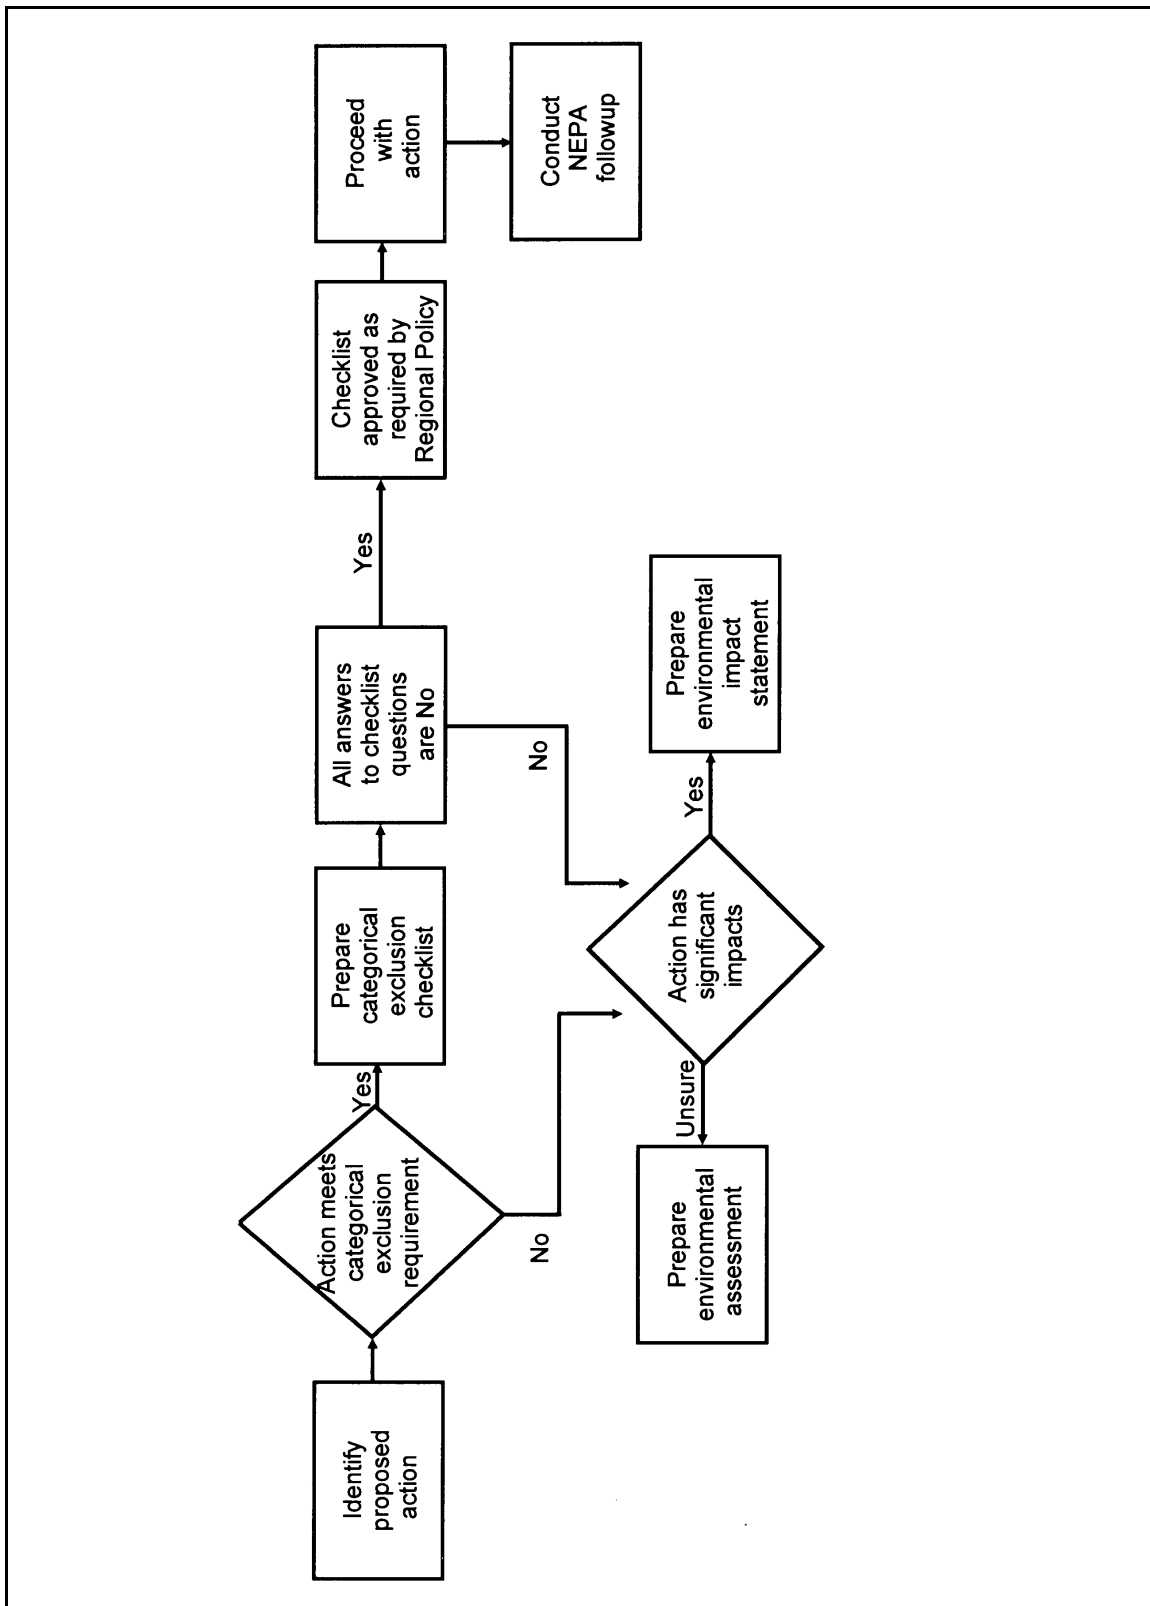 Identify
proposed
action
Action meets
categorical
exclusion
requirement
Yes
No
Prepare
categorical
exclusion
checklist
All answers
to checklist
questions
are No
Yes
No
Checklist
approved as
required by
Regional Policy
Proceed
with
action
Conduct
NEPA
followup
Action has
significant
impacts
Unsure
Yes
Prepare
environmental
assessment
Prepare
environmental
impact
statement